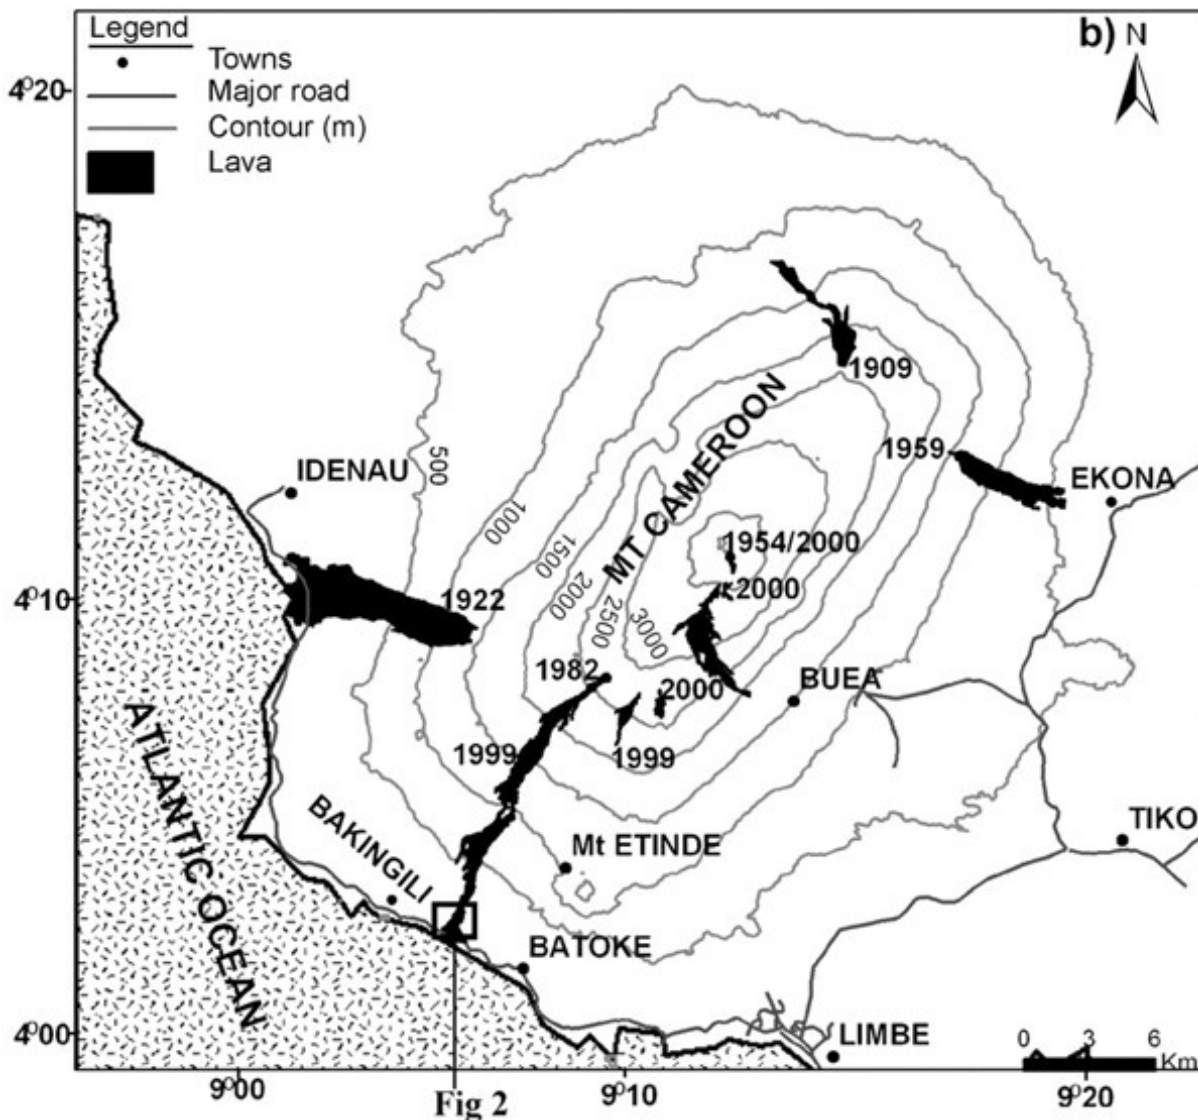 Legend
Towns
Major road
Contour (m)
Lava
b)
N
4°20
4°10
4°00
9°00
9°10
9°20
IDENAU
500
1000
1500
2000
2500
3000
MT CAMEROON
1909
1959
EKONA
1954/2000
2000
1922
1982
2000
BUEA
1999
1999
ATLANTIC OCEAN
BAKINGILI
Mt ETINDE
TIKO
BATOKE
LIMBE
0 3 6
Km
Fig 2